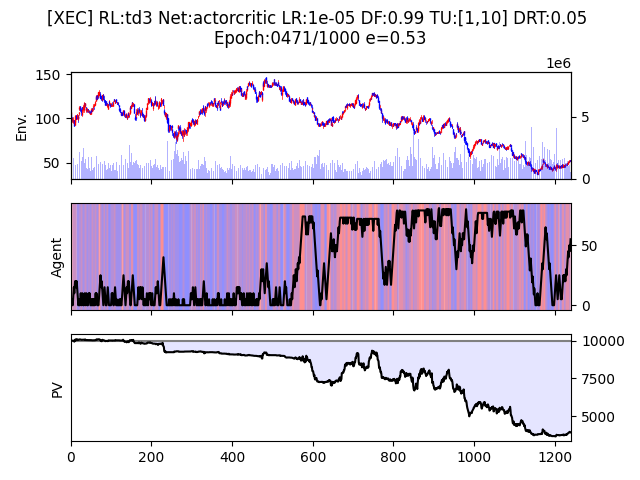 [XEC] RL:td3 Net:actorcritic LR:1e-05 DF:0.99 TU:[1,10] DRT:0.05
Epoch:0471/1000 e=0.53
1e6
150
100
50
Env.
5
0
Agent
50
0
PV
10000
7500
5000
0 200 400 600 800 1000 1200